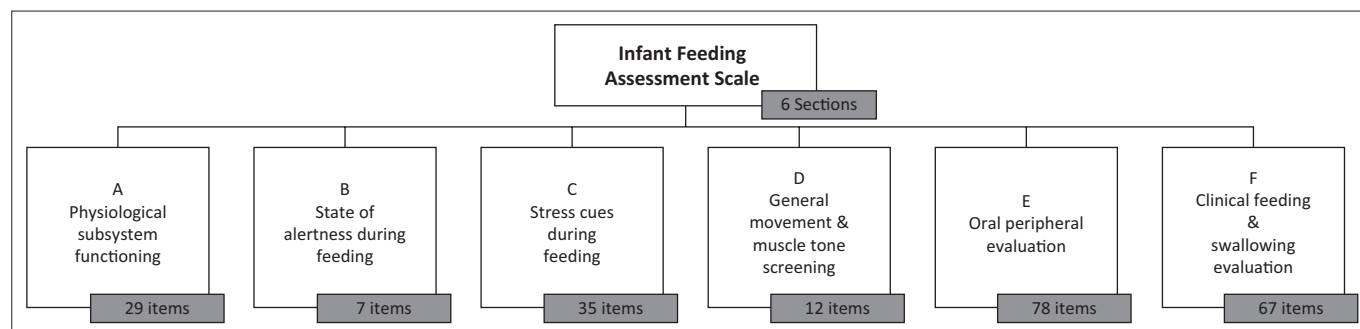 Infant Feeding
Assessment Scale
6 Sections
A
Physiological
subsystem
functioning
29 items
B
State of
alertness during
feeding
7 items
C
Stress cues
during
feeding
35 items
D
General
movement &
muscle tone
screening
12 items
E
Oral peripheral
evaluation
78 items
F
Clinical feeding
&
swallowing
evaluation
67 items